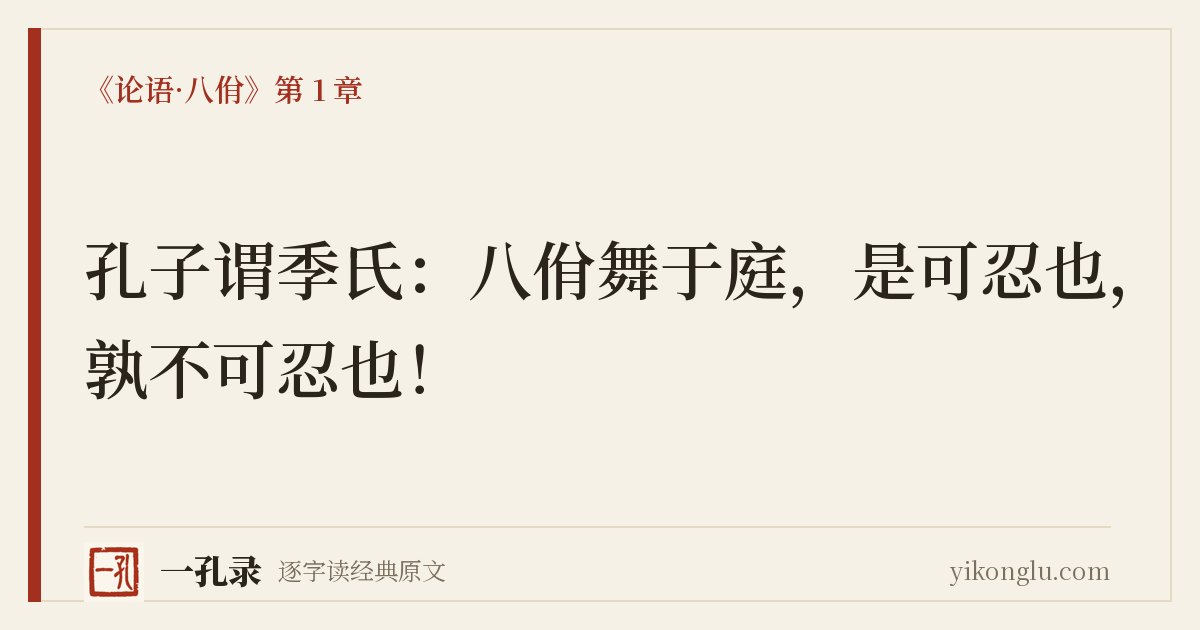 《论语·八佾》第 1 章
孔子谓季氏：八佾舞于庭，是可忍也，
孰不可忍也！
一孔
一孔录 逐字读经典原文 yikonglu.com